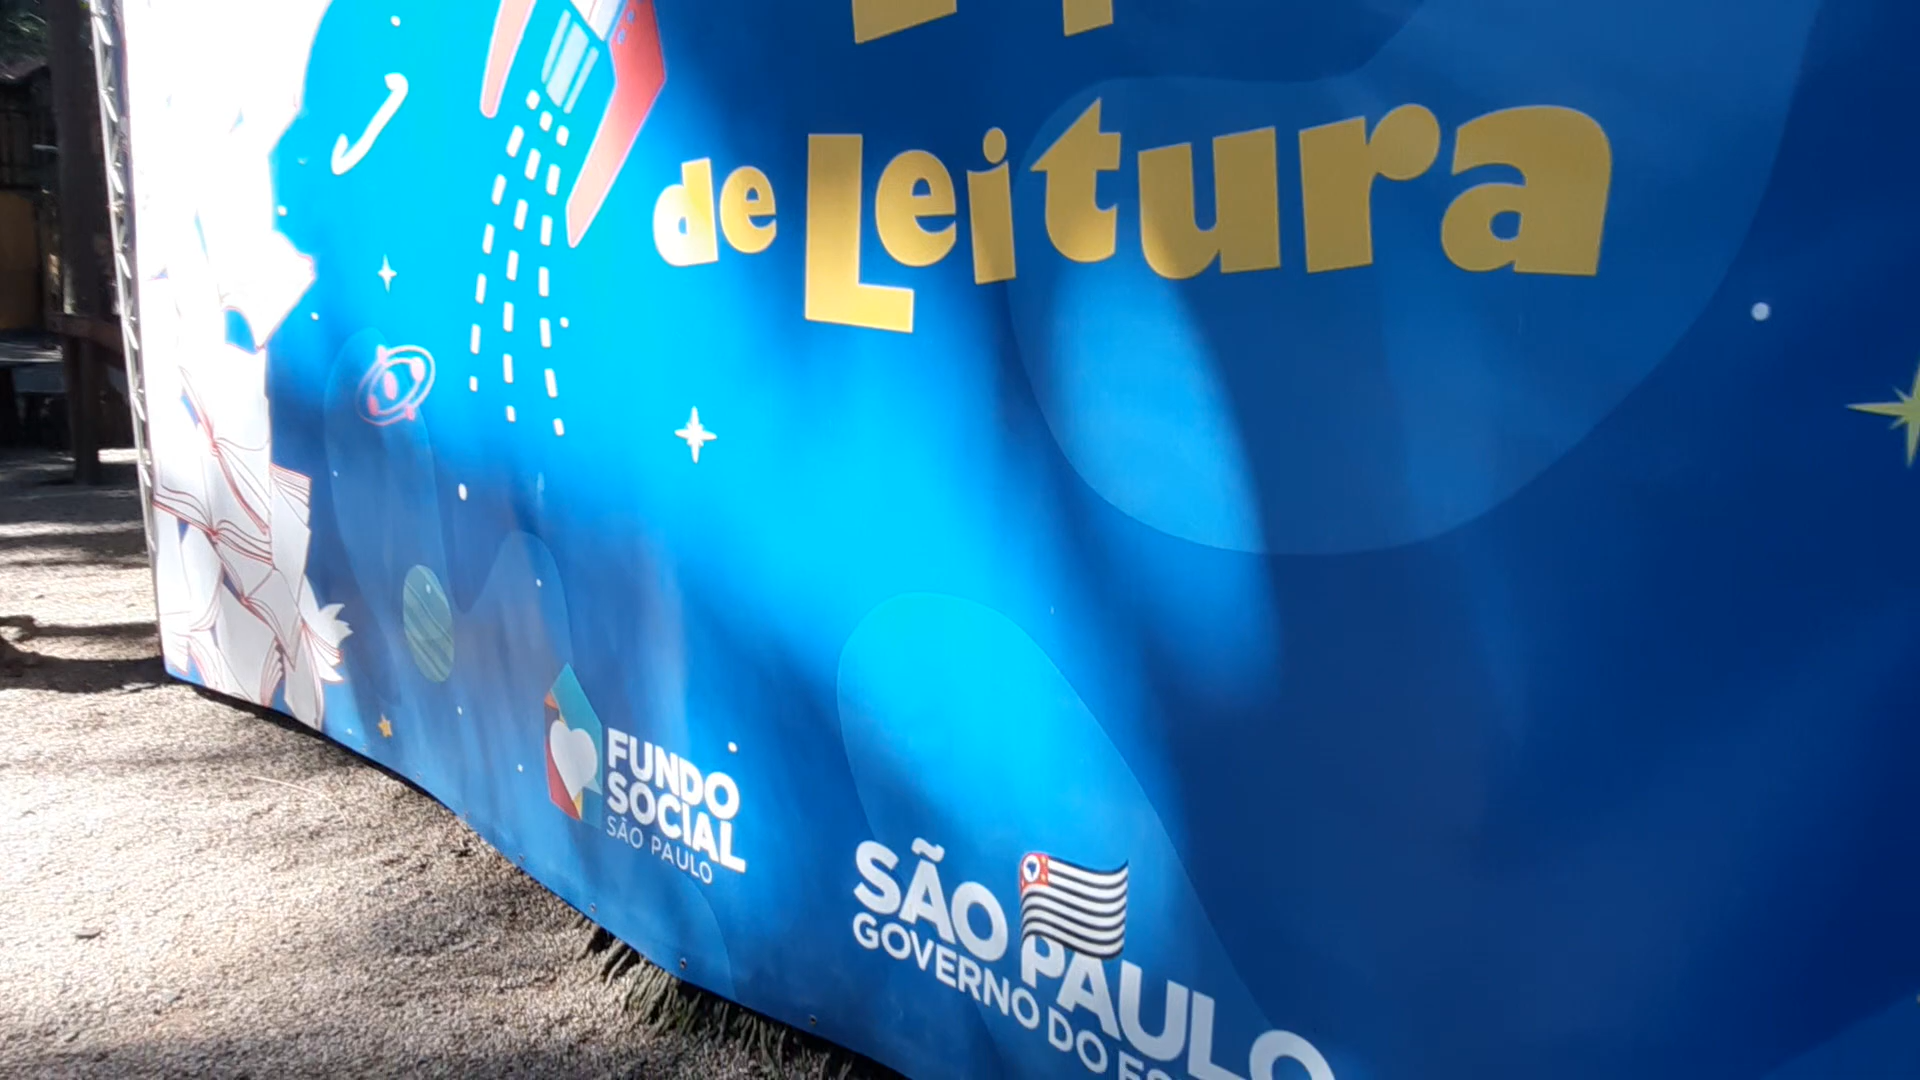 de Leitura
FUNDO
SOCIAL
SÃO PAULO
SÃO PAULO
GOVERNO DO